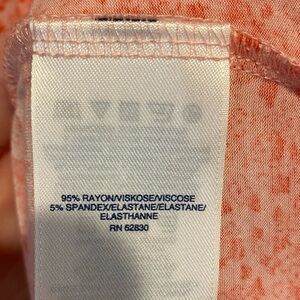 95% RAYON/VISKOSE/VISCOSE
5% SPANDEX/ELASTANE/ELASTANE/
ELASTHANNE
RN 62830